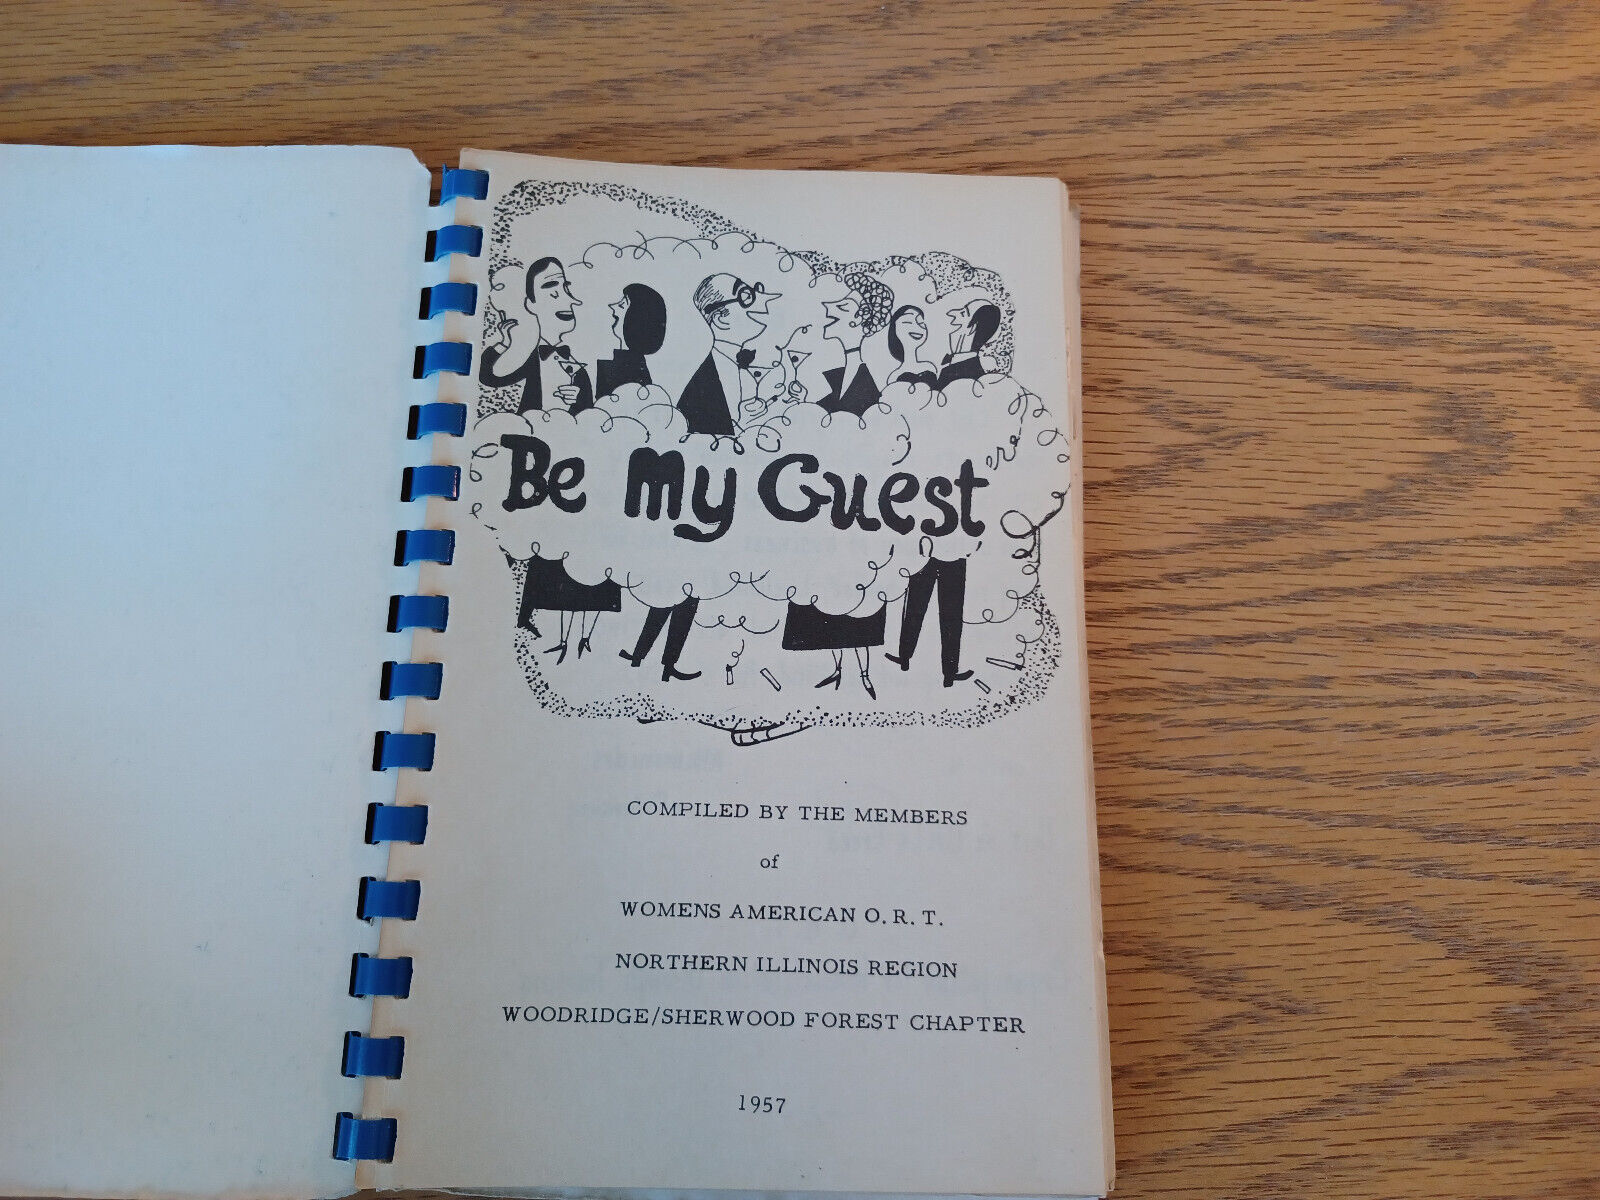 Be My Guest
COMPILED BY THE MEMBERS
of
WOMENS AMERICAN O. R. T.
NORTHERN ILLINOIS REGION
WOODRIDGE/SHERWOOD FOREST CHAPTER
1957